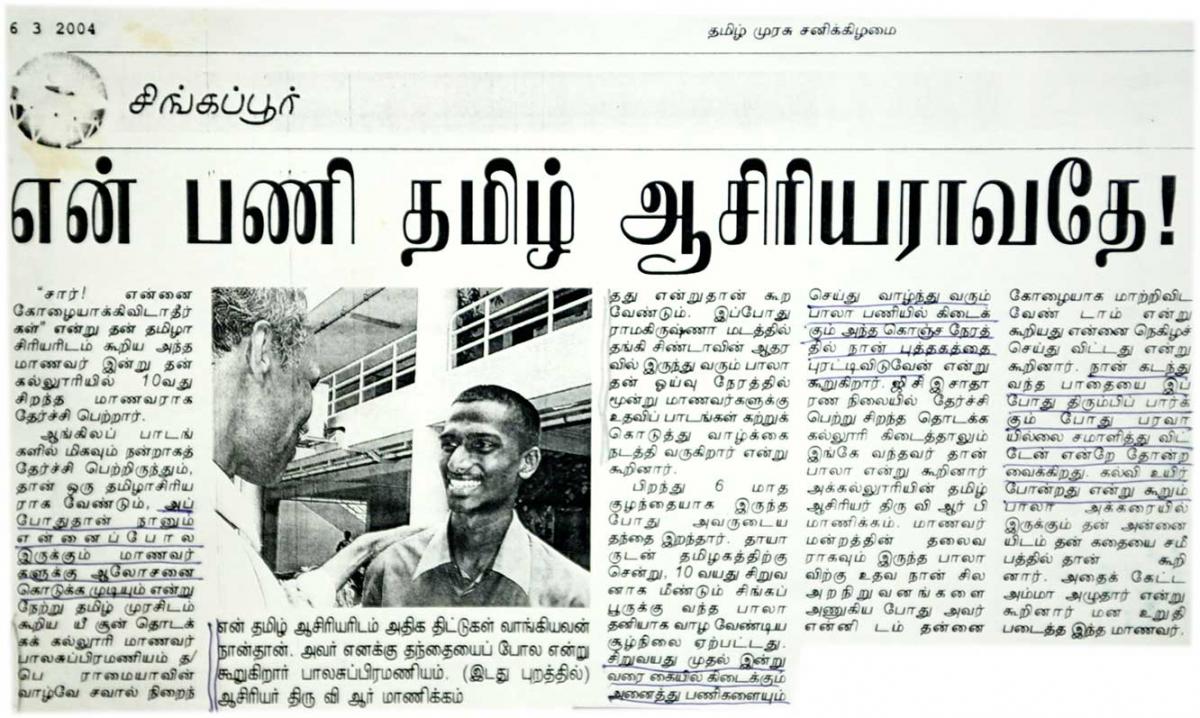 6 3 2004
தமிழ் முரசு சனிக்கிழமை
சிங்கப்பூர்
என் பணி தமிழ் ஆசிரியராவதே!
"சார்! என்னை
கோழையாக்கிவிடாதீர்
கள்" என்று தன் தமிழா
சிரியரிடம் கூறிய அந்த
மாணவர் இன்று தன்
கல்லூரியில் 10வது
சிறந்த மாணவராக
தேர்ச்சி பெற்றார்.
ஆங்கிலப் பாடங்
களில் மிகவும் நன்றாகத்
தேர்ச்சி பெற்றிருந்தும்,
தான் ஒரு தமிழாசிரிய
ராக வேண்டும், அப்
போதுதான் நானும்
என்னைப்போல
இருக்கும் மாணவர்
களுக்கு ஆலோசனை
கொடுக்க முடியும் என்று
நேற்று தமிழ் முரசிடம்
கூறிய யீ சூன் தொடக்
கக் கல்லூரி மாணவர்
பாலசுப்பிரமணியம் த/
பெ ராமையாவின்
வாழ்வே சவால் நிறைந்
என் தமிழ் ஆசிரியரிடம் அதிக திட்டுகள் வாங்கியவன்
நான்தான். அவர் எனக்கு தந்தையைப் போல என்று
கூறுகிறார் பாலசுப்பிரமணியம். (இடது புறத்தில்)
ஆசிரியர் திரு வி ஆர் மாணிக்கம்
தது என்றுதான் கூற
வேண்டும். இப்போது
ராமகிருஷ்ணா மடத்தில்
தங்கி சிண்டாவின் ஆதர
வில் இருந்து வரும் பாலா
தன் ஓய்வு நேரத்தில்
மூன்று மாணவர்களுக்கு
உதவிப் பாடங்கள் கற்றுக்
கொடுத்து வாழ்க்கை
நடத்தி வருகிறார் என்று
கூறினார்.
பிறந்து 6 மாத
குழந்தையாக இருந்த
போது அவருடைய
தந்தை இறந்தார். தாயா
ருடன் தமிழகத்திற்கு
சென்று, 10 வயது சிறுவ
னாக மீண்டும் சிங்கப்
பூருக்கு வந்த பாலா
தனியாக வாழ வேண்டிய
சூழ்நிலை ஏற்பட்டது.
சிறுவயது முதல் இன்று
வரை கையில் கிடைக்கும்
அனைத்து பணிகளையும்
செய்து வாழ்ந்து வரும்
பாலா பணியில் கிடைக்
கும் அந்த கொஞ்ச நேரத்
தில் நான் புத்தகத்தை
புரட்டிவிடுவேன் என்று
கூறுகிறார். ஜி சி இ சாதா
ரண நிலையில் தேர்ச்சி
பெற்று சிறந்த தொடக்க
கல்லூரி கிடைத்தாலும்
இங்கே வந்தவர் தான்
பாலா என்று கூறினார்
அக்கல்லூரியின் தமிழ்
ஆசிரியர் திரு வி ஆர் பி
மாணிக்கம். மாணவர்
மன்றத்தின் தலைவ
ராகவும் இருந்த பாலா
விற்கு உதவ நான் சில
அறநிறுவனங்களை
அணுகிய போது அவர்
என்னி டம் தன்னை
கோழையாக மாற்றிவிட
வேண் டாம் என்று
கூறியது என்னை நெகிழச்
செய்து விட்டது என்று
கூறினார். நான் கடந்து
வந்த பாதையை இப்
போது திரும்பிப் பார்க்
கும் போது பரவா
யில்லை சமாளித்து விட்
டேன் என்றே தோன்ற
வைக்கிறது. கல்வி உயிர்
போன்றது என்று கூறும்
பாலா அக்கரையில்
இருக்கும் தன் அன்னை
யிடம் தன் கதையை சமீ
பத்தில் தான் கூறி
னார். அதைக் கேட்ட
அம்மா அழுதார் என்று
கூறினார் மன உறுதி
படைத்த இந்த மாணவர்.